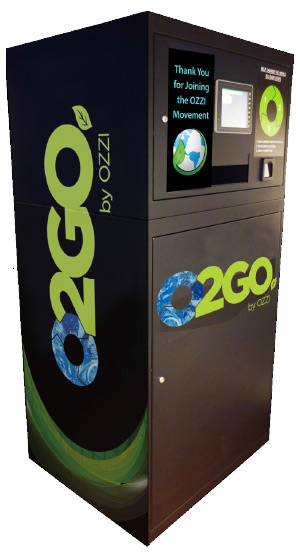 Thank You
for Joining
the OZZI
Movement
O2GO
by OZZI
O2GO
by OZZI